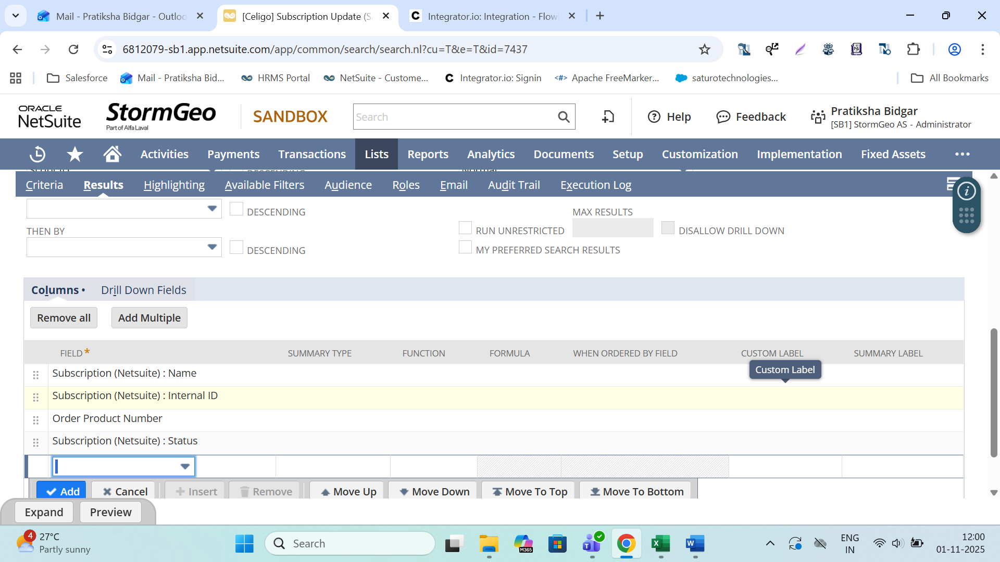 Mail - Pratiksha Bidgar - Outloo
[Celigo] Subscription Update (S
Integrator.io: Integration - Flow
6812079-sb1.app.netsuite.com/app/common/search/search.nl?cu=T&e=T&id=7437
Salesforce
Mail - Pratiksha Bid...
HRMS Portal
NetSuite - Custome...
Integrator.io: Signin
<#> Apache FreeMarker...
saturotechnologies...
All Bookmarks
ORACLE
NetSuite
StormGeo
Part of Alfa Laval
SANDBOX
Search
Help
Feedback
Pratiksha Bidgar
[SB1] StormGeo AS - Administrator
Activities
Payments
Transactions
Lists
Reports
Analytics
Documents
Setup
Customization
Implementation
Fixed Assets
Criteria
Results
Highlighting
Available Filters
Audience
Roles
Email
Audit Trail
Execution Log
DESCENDING
MAX RESULTS
THEN BY
RUN UNRESTRICTED
DISALLOW DRILL DOWN
DESCENDING
MY PREFERRED SEARCH RESULTS
Columns •
Drill Down Fields
Remove all
Add Multiple
FIELD*
SUMMARY TYPE
FUNCTION
FORMULA
WHEN ORDERED BY FIELD
CUSTOM LABEL
SUMMARY LABEL
Custom Label
Subscription (Netsuite) : Name
Subscription (Netsuite) : Internal ID
Order Product Number
Subscription (Netsuite) : Status
Add
Cancel
Insert
Remove
Move Up
Move Down
Move To Top
Move To Bottom
Expand
Preview
4
27°C
Partly sunny
Search
M365
ENG
IN
12:00
01-11-2025